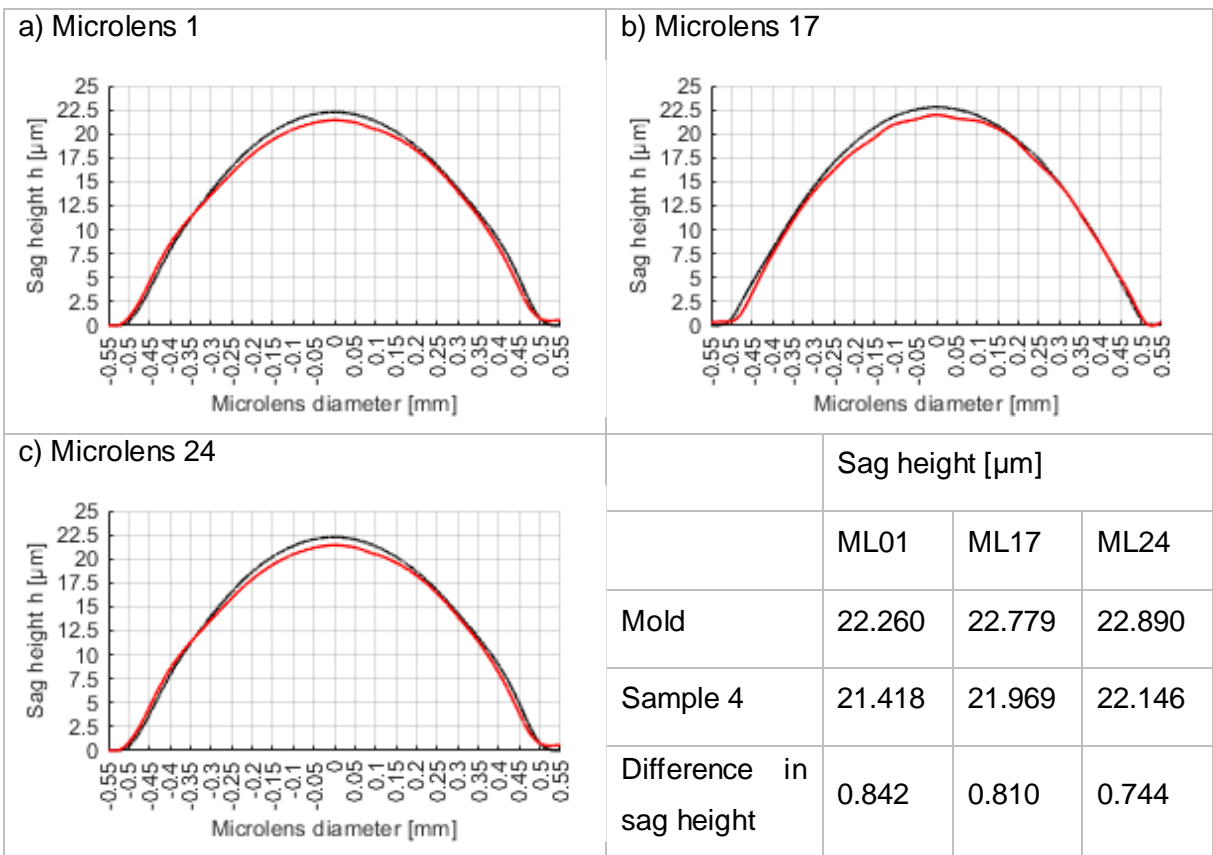 a) Microlens 1
25
22.5
20
17.5
15
12.5
10
7.5
5
2.5
0
Sag height h [µm]
-0.55 -0.5 -0.45 -0.4 -0.35 -0.3 -0.25 -0.2 -0.15 -0.1 -0.05 0 0.05 0.1 0.15 0.2 0.25 0.3 0.35 0.4 0.45 0.5 0.55
Microlens diameter [mm]
b) Microlens 17
25
22.5
20
17.5
15
12.5
10
7.5
5
2.5
0
Sag height h [µm]
-0.55 -0.5 -0.45 -0.4 -0.35 -0.3 -0.25 -0.2 -0.15 -0.1 -0.05 0 0.05 0.1 0.15 0.2 0.25 0.3 0.35 0.4 0.45 0.5 0.55
Microlens diameter [mm]
c) Microlens 24
25
22.5
20
17.5
15
12.5
10
7.5
5
2.5
0
Sag height h [µm]
-0.55 -0.5 -0.45 -0.4 -0.35 -0.3 -0.25 -0.2 -0.15 -0.1 -0.05 0 0.05 0.1 0.15 0.2 0.25 0.3 0.35 0.4 0.45 0.5 0.55
Microlens diameter [mm]
Sag height [µm]
ML01 ML17 ML24
Mold 22.260 22.779 22.890
Sample 4 21.418 21.969 22.146
Difference in
sag height 0.842 0.810 0.744